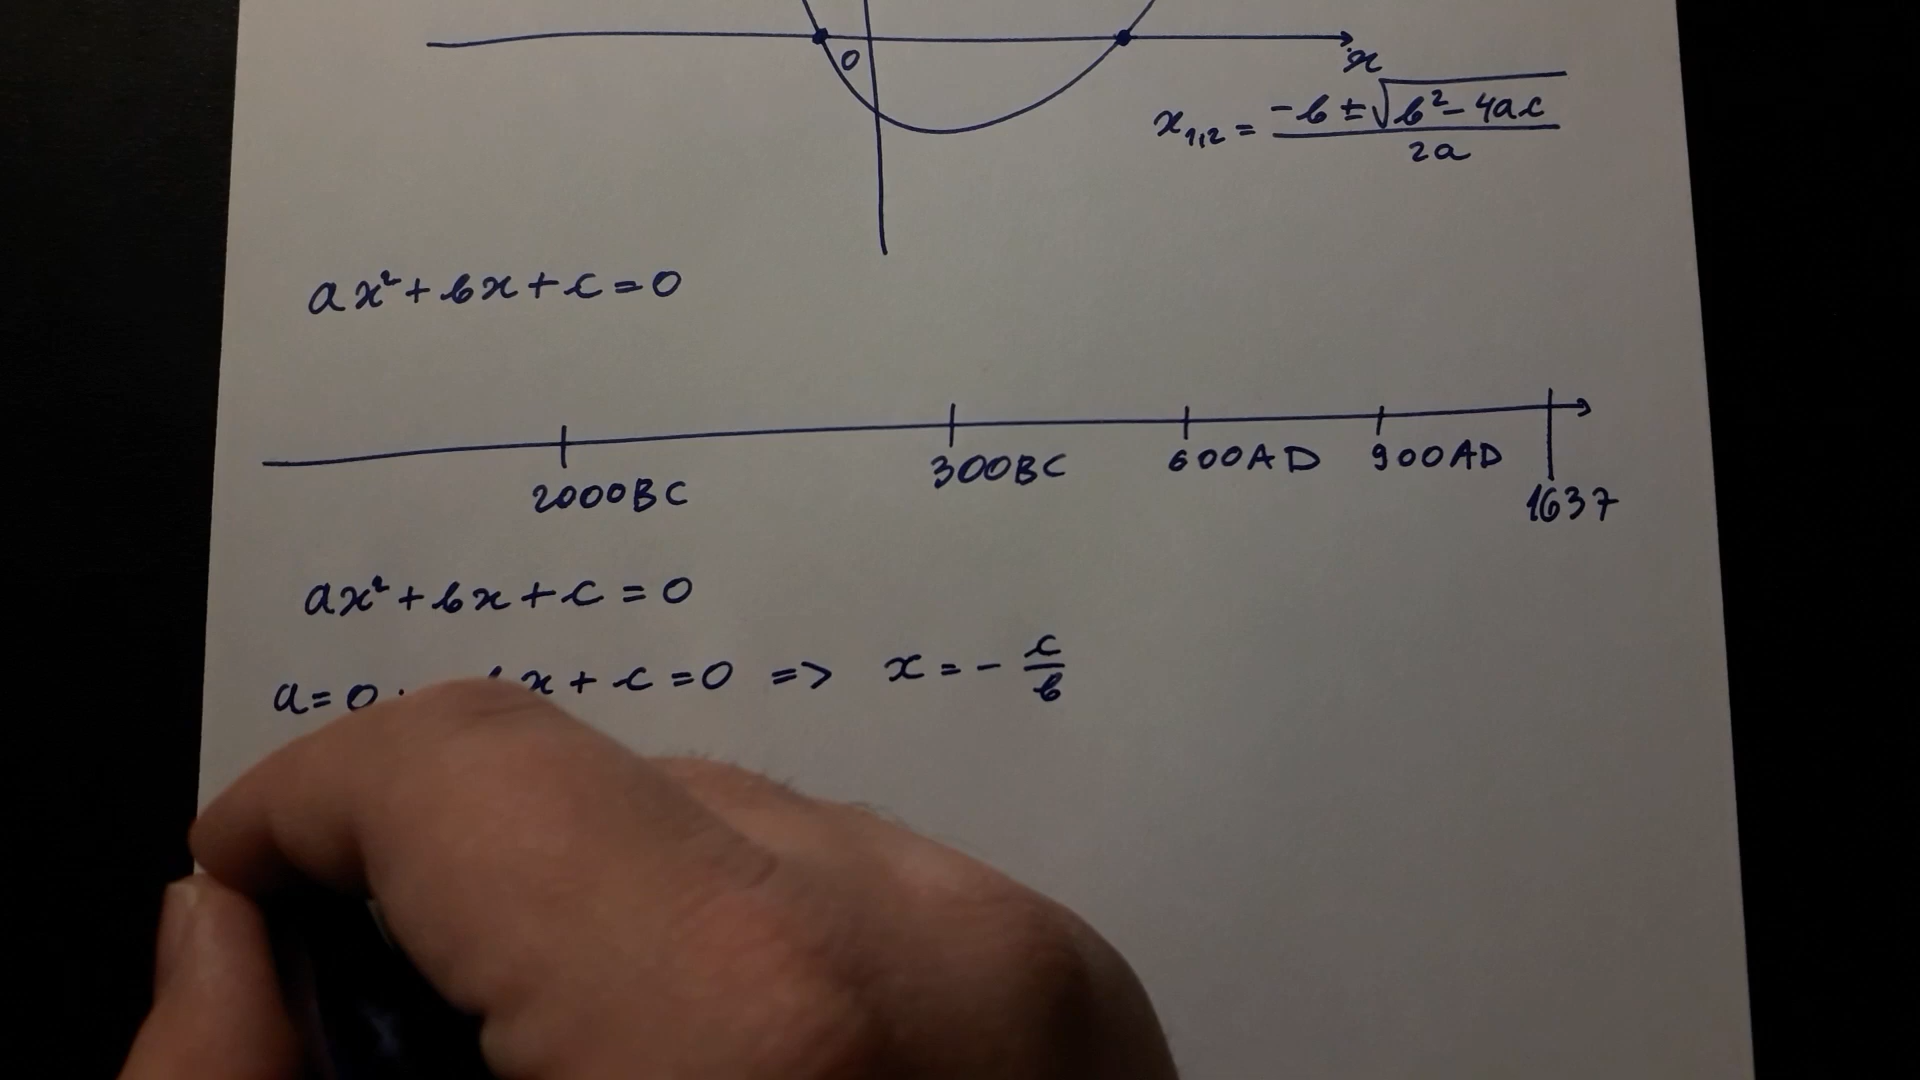 0
x
x₁,₂ = (-b ± √(b² - 4ac)) / 2a
ax² + bx + c = 0
2000BC 300BC 600AD 900AD 1637
ax² + bx + c = 0
a = 0 x + c = 0 => x = - c/b